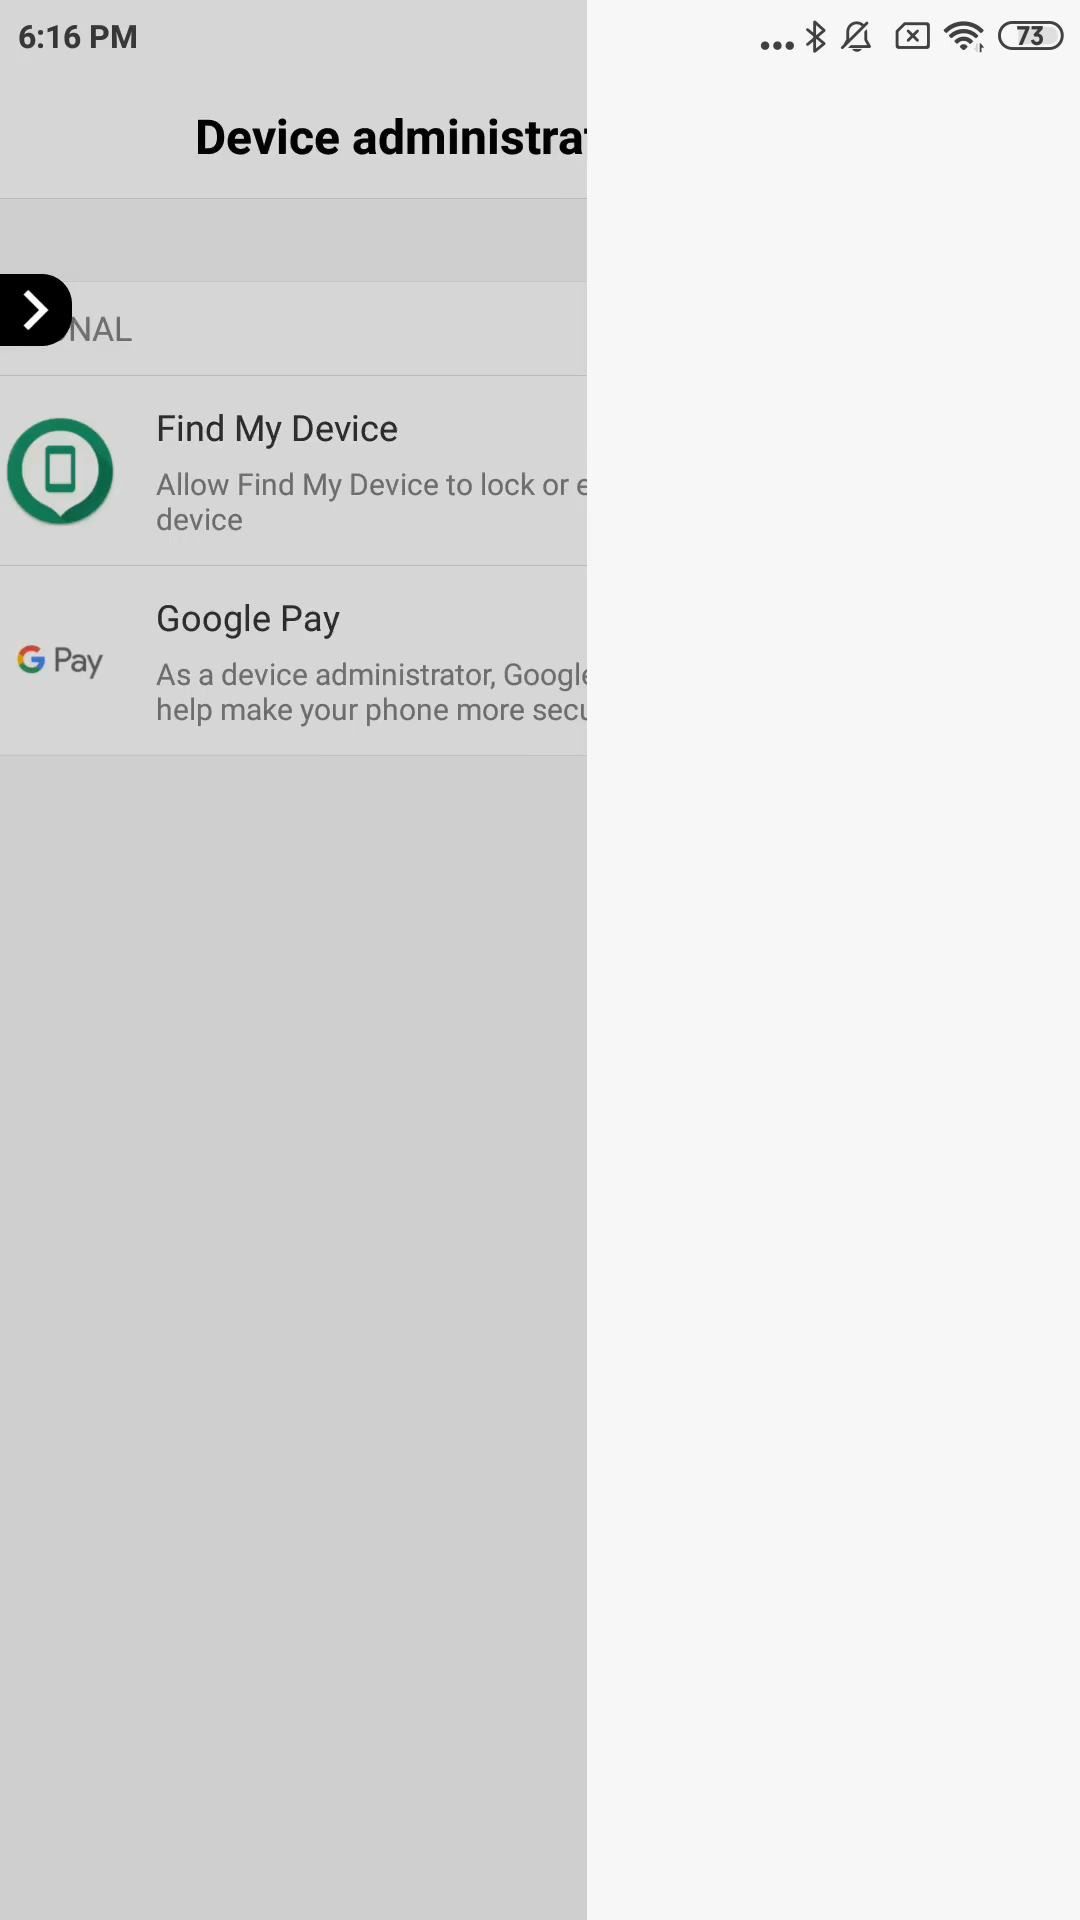 6:16 PM
73
Device administra
NAL
Find My Device
Allow Find My Device to lock or e
device
Google Pay
G Pay
As a device administrator, Google
help make your phone more secu